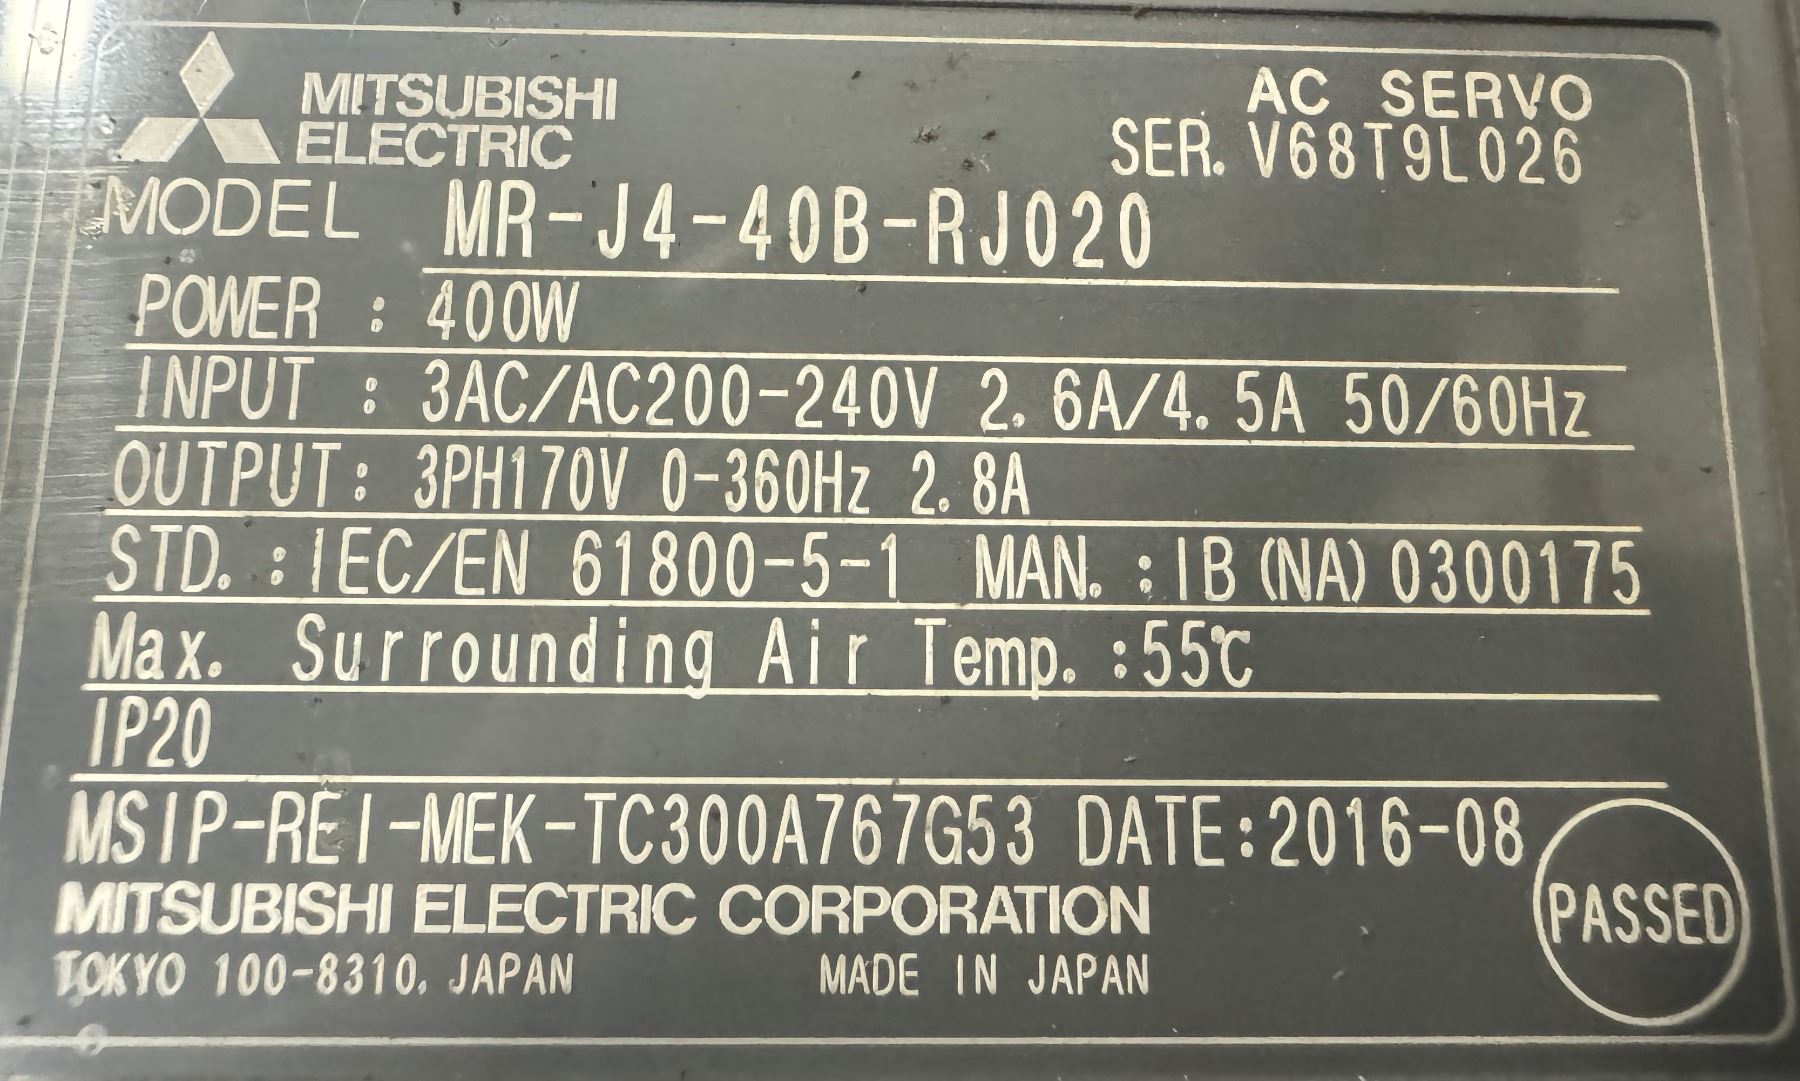 MITSUBISHI
ELECTRIC
AC SERVO
SER. V68T9L026
MODEL MR-J4-40B-RJ020
POWER : 400W
INPUT : 3AC/AC200-240V 2.6A/4.5A 50/60Hz
OUTPUT: 3PH170V 0-360Hz 2.8A
STD. :IEC/EN 61800-5-1 MAN. :IB(NA)0300175
Max. Surrounding Air Temp. :55℃
IP20
MSIP-REI-MEK-TC300A767G53 DATE:2016-08
PASSED
MITSUBISHI ELECTRIC CORPORATION
TOKYO 100-8310, JAPAN MADE IN JAPAN